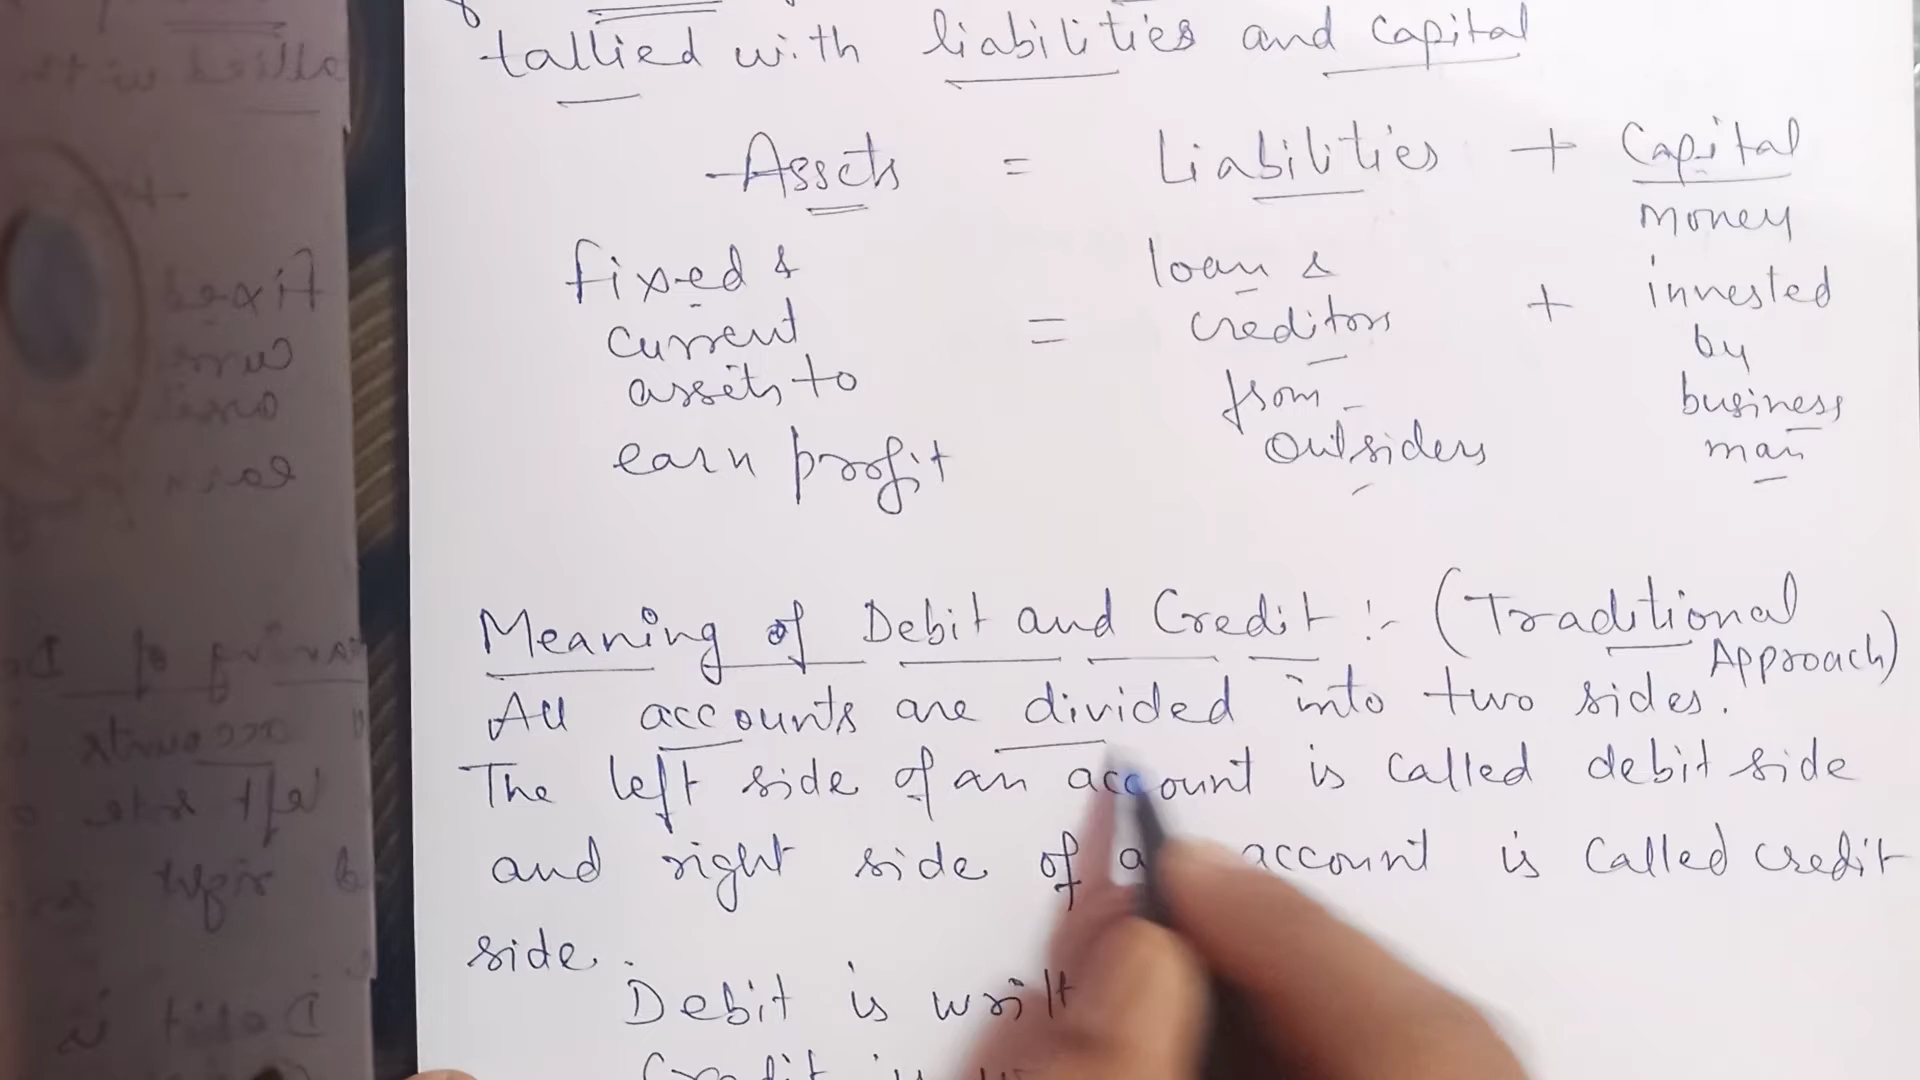 tallied with liabilities and Capital
Assets = Liabilities + Capital
money
fixed & loan &
current = creditors + invested
assets to from by
earn profit outsiders business
man
Meaning of Debit and Credit :- (Traditional
Approach)
All accounts are divided into two sides.
The left side of an account is called debit side
and right side of account is called credit
side.
Debit is writt
Credit is